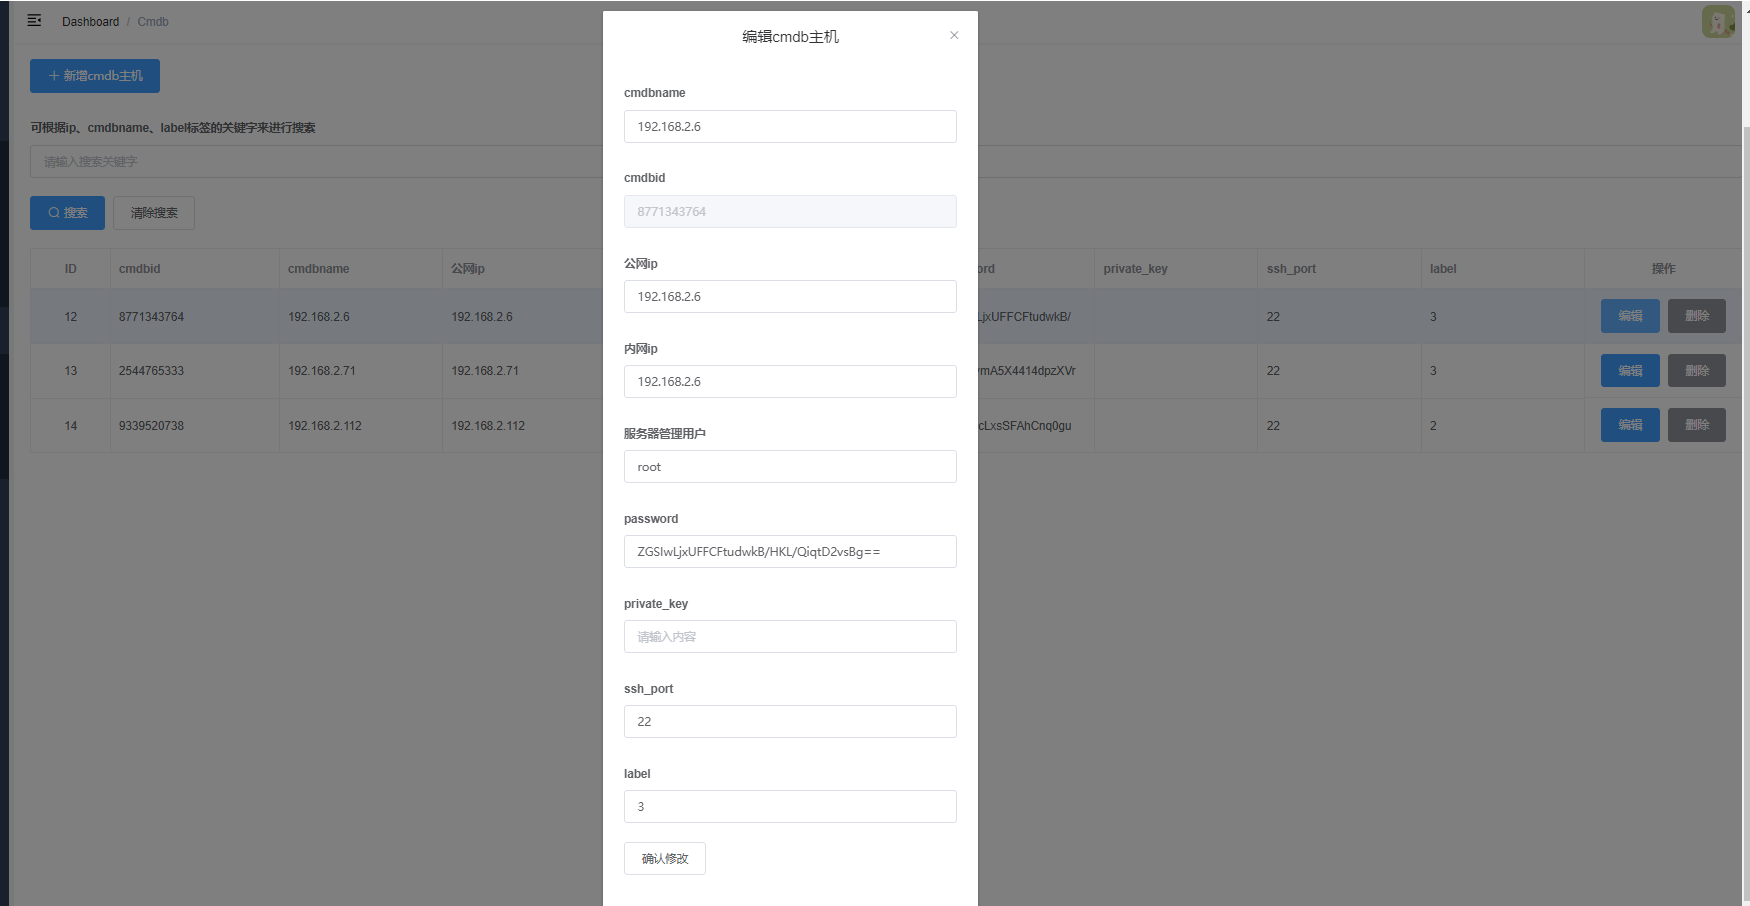 Dashboard / Cmdb
新增cmdb主机
可根据ip、cmdbname、label标签的关键字来进行搜索
请输入搜索关键字
搜索 清除搜索
ID cmdbid cmdbname 公网ip ord private_key ssh_port label 操作
12 8771343764 192.168.2.6 192.168.2.6 LjxUFFCFtudwkB/ 22 3 编辑 删除
13 2544765333 192.168.2.71 192.168.2.71 mA5X4414dpzXVr 22 3 编辑 删除
14 9339520738 192.168.2.112 192.168.2.112 cLxsSFAhCnq0gu 22 2 编辑 删除
编辑cmdb主机
cmdbname
192.168.2.6
cmdbid
8771343764
公网ip
192.168.2.6
内网ip
192.168.2.6
服务器管理用户
root
password
ZGSIwLjxUFFCFtudwkB/HKL/QiqtD2vsBg==
private_key
请输入内容
ssh_port
22
label
3
确认修改